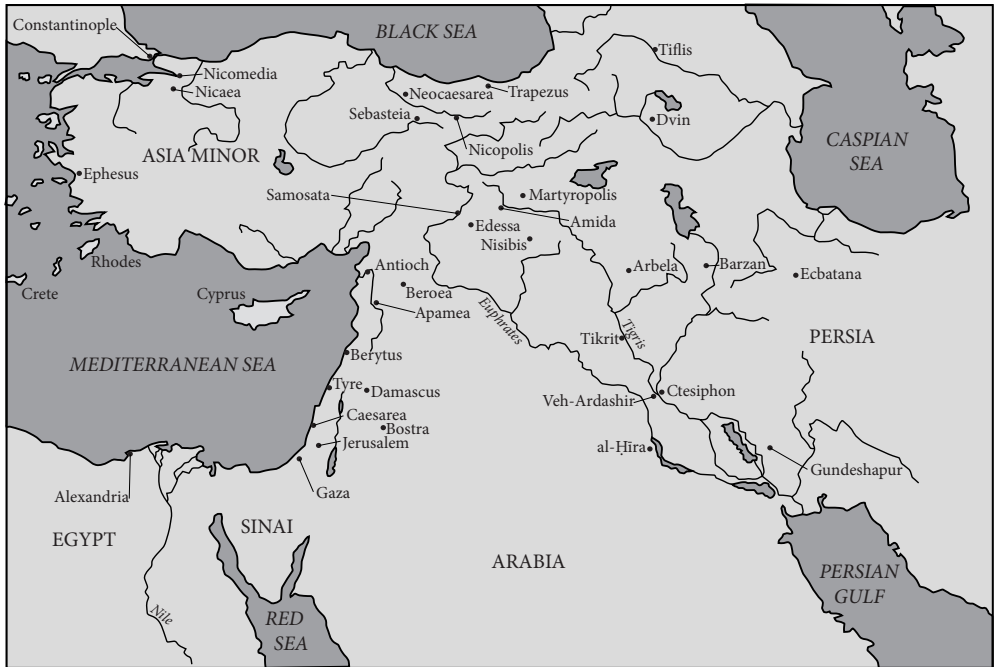 Constantinople
BLACK SEA
Tiflis
Nicomedia
Nicaea
Neocaesarea
Trapezus
Sebasteia
Dvin
CASPIAN
SEA
Nicopolis
ASIA MINOR
Ephesus
Samosata
Martyropolis
Amida
Edessa
Nisibis
Rhodes
Antioch
Arbela
Barzan
Ecbatana
Crete
Cyprus
Beroea
Apamea
Euphrates
Tikrit
Tigris
PERSIA
Berytus
MEDITERRANEAN SEA
Tyre
Damascus
Ctesiphon
Veh-Ardashir
Caesarea
Bostra
Jerusalem
al-Ḥīra
Gundeshapur
Alexandria
Gaza
SINAI
EGYPT
ARABIA
PERSIAN
GULF
Nile
RED
SEA